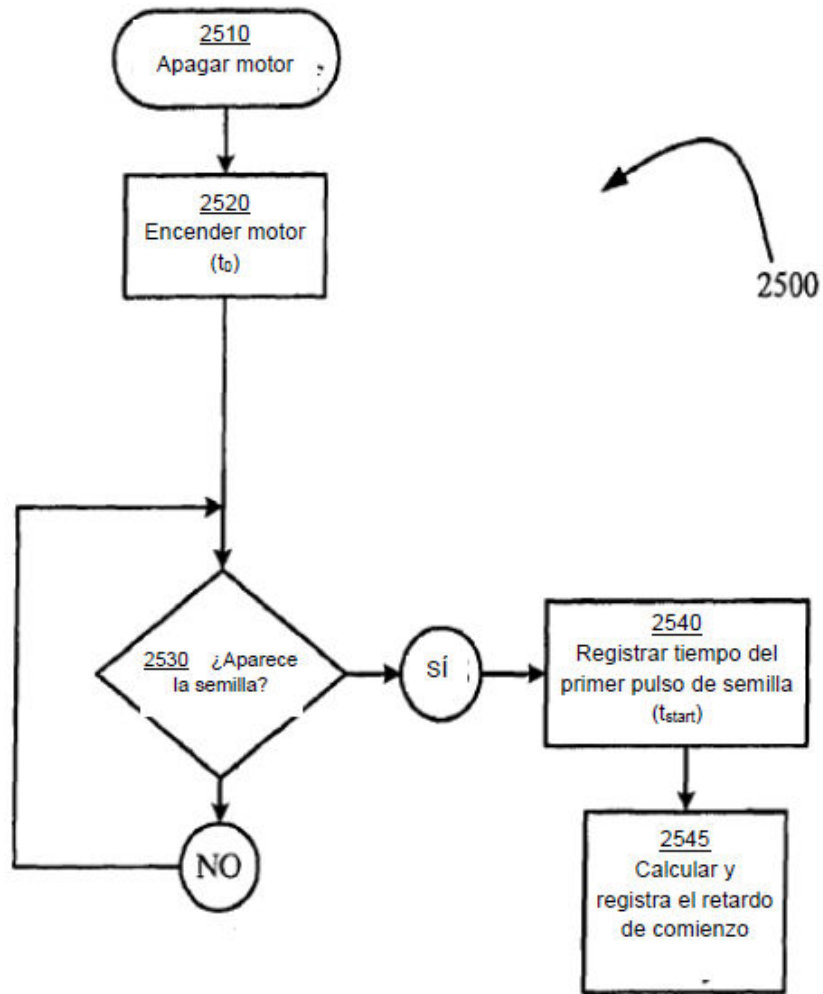 2510
Apagar motor
2520
Encender motor
(t₀)
2500
2530 ¿Aparece
la semilla?
SÍ
2540
Registrar tiempo del
primer pulso de semilla
(tstart)
NO
2545
Calcular y
registra el retardo
de comienzo